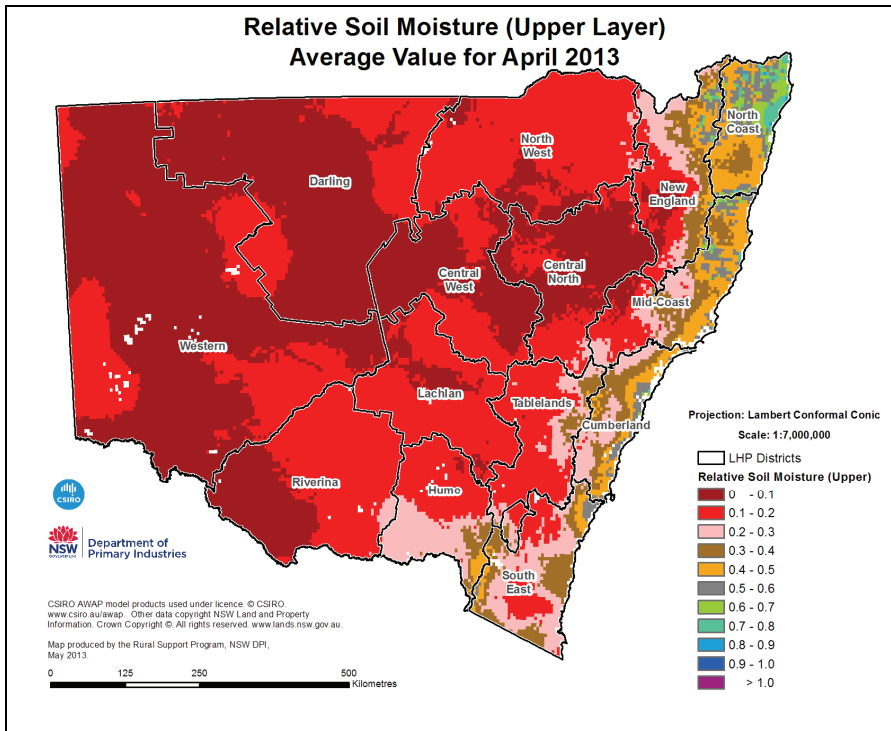 Relative Soil Moisture (Upper Layer)
Average Value for April 2013
North
Coast
North
West
Darling
New
England
Central
North
Central
West
Mid-Coast
Western
Lachlan
Tablelands
Cumberland
Riverina
Humo
South
East
Projection: Lambert Conformal Conic
Scale: 1:7,000,000
LHP Districts
Relative Soil Moisture (Upper)
0 - 0.1
0.1 - 0.2
0.2 - 0.3
0.3 - 0.4
0.4 - 0.5
0.5 - 0.6
0.6 - 0.7
0.7 - 0.8
0.8 - 0.9
0.9 - 1.0
> 1.0
CSIRO
NSW
Department of
Primary Industries
CSIRO AWAP model products used under licence. © CSIRO.
www.csiro.au/awap. Other data copyright NSW Land and Property
Information. Crown Copyright ©. All rights reserved. www.lands.nsw.gov.au.
Map produced by the Rural Support Program, NSW DPI,
May 2013.
0 125 250 500
Kilometres